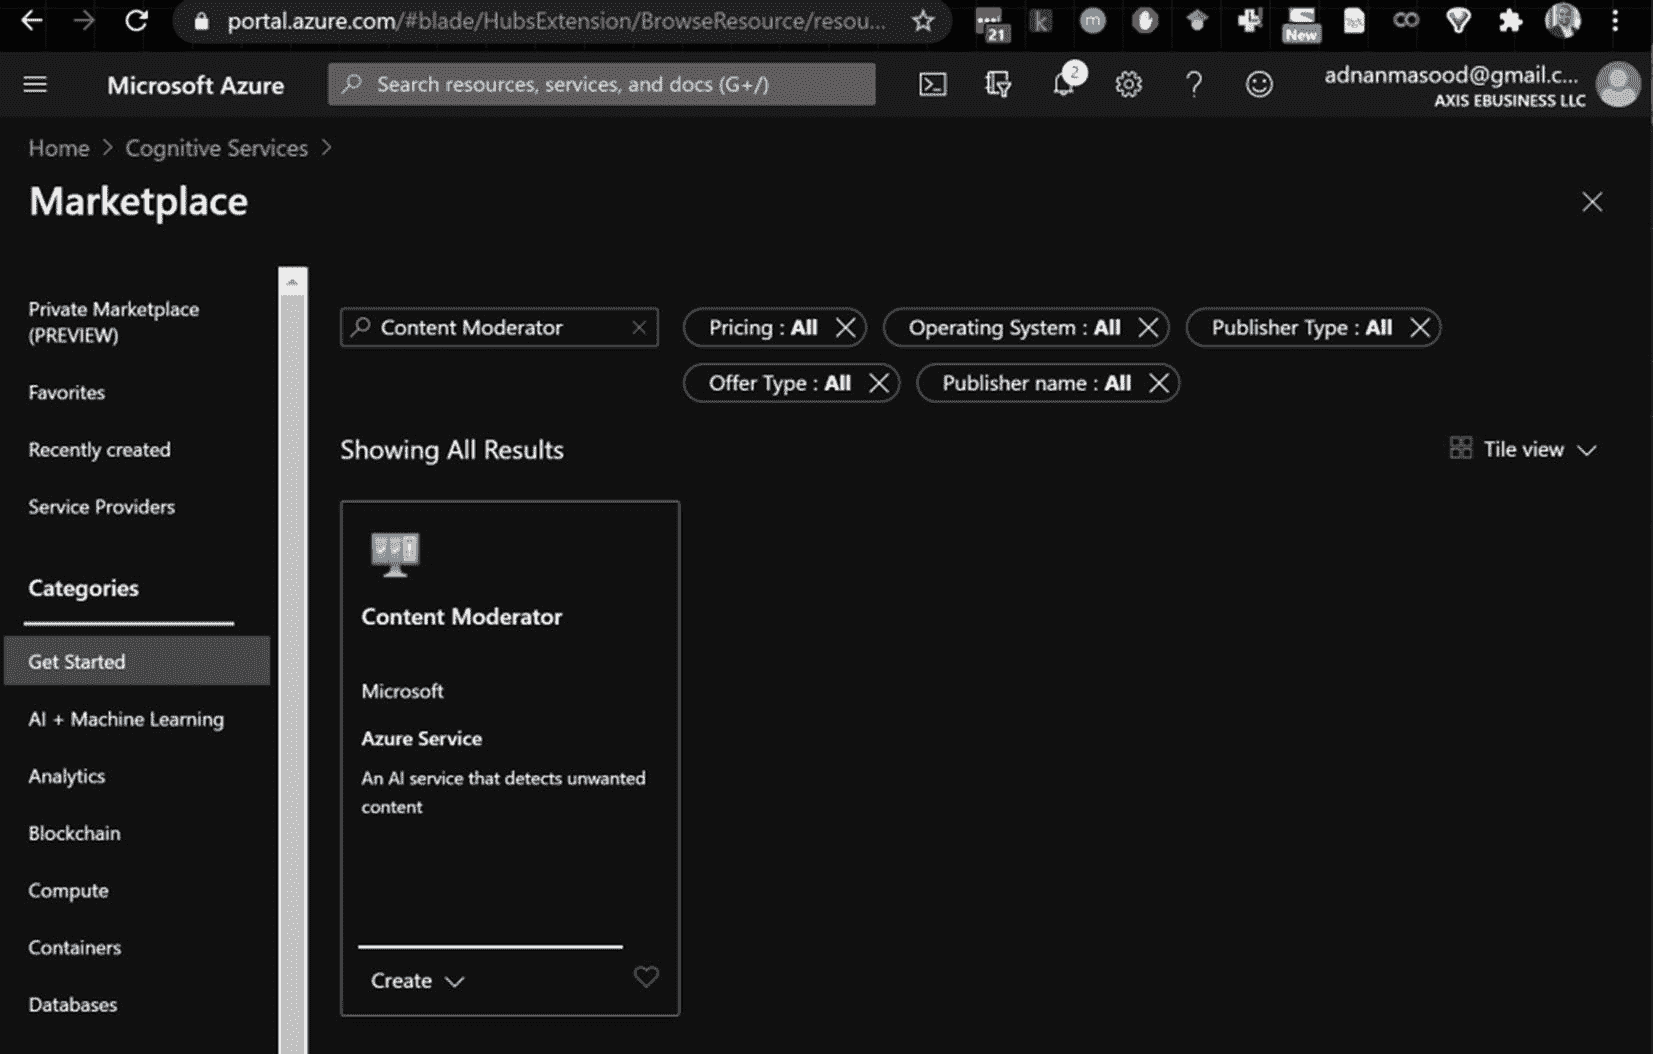 portal.azure.com/#blade/HubsExtension/BrowseResource/resou...
21
k
m
New
Microsoft Azure
Search resources, services, and docs (G+/)
2
adnanmasood@gmail.c...
AXIS EBUSINESS LLC
Home > Cognitive Services >
Marketplace
Private Marketplace
(PREVIEW)
Favorites
Recently created
Service Providers
Categories
Get Started
AI + Machine Learning
Analytics
Blockchain
Compute
Containers
Databases
Content Moderator
Pricing : All
Operating System : All
Publisher Type : All
Offer Type : All
Publisher name : All
Showing All Results
Tile view
Content Moderator
Microsoft
Azure Service
An AI service that detects unwanted
content
Create